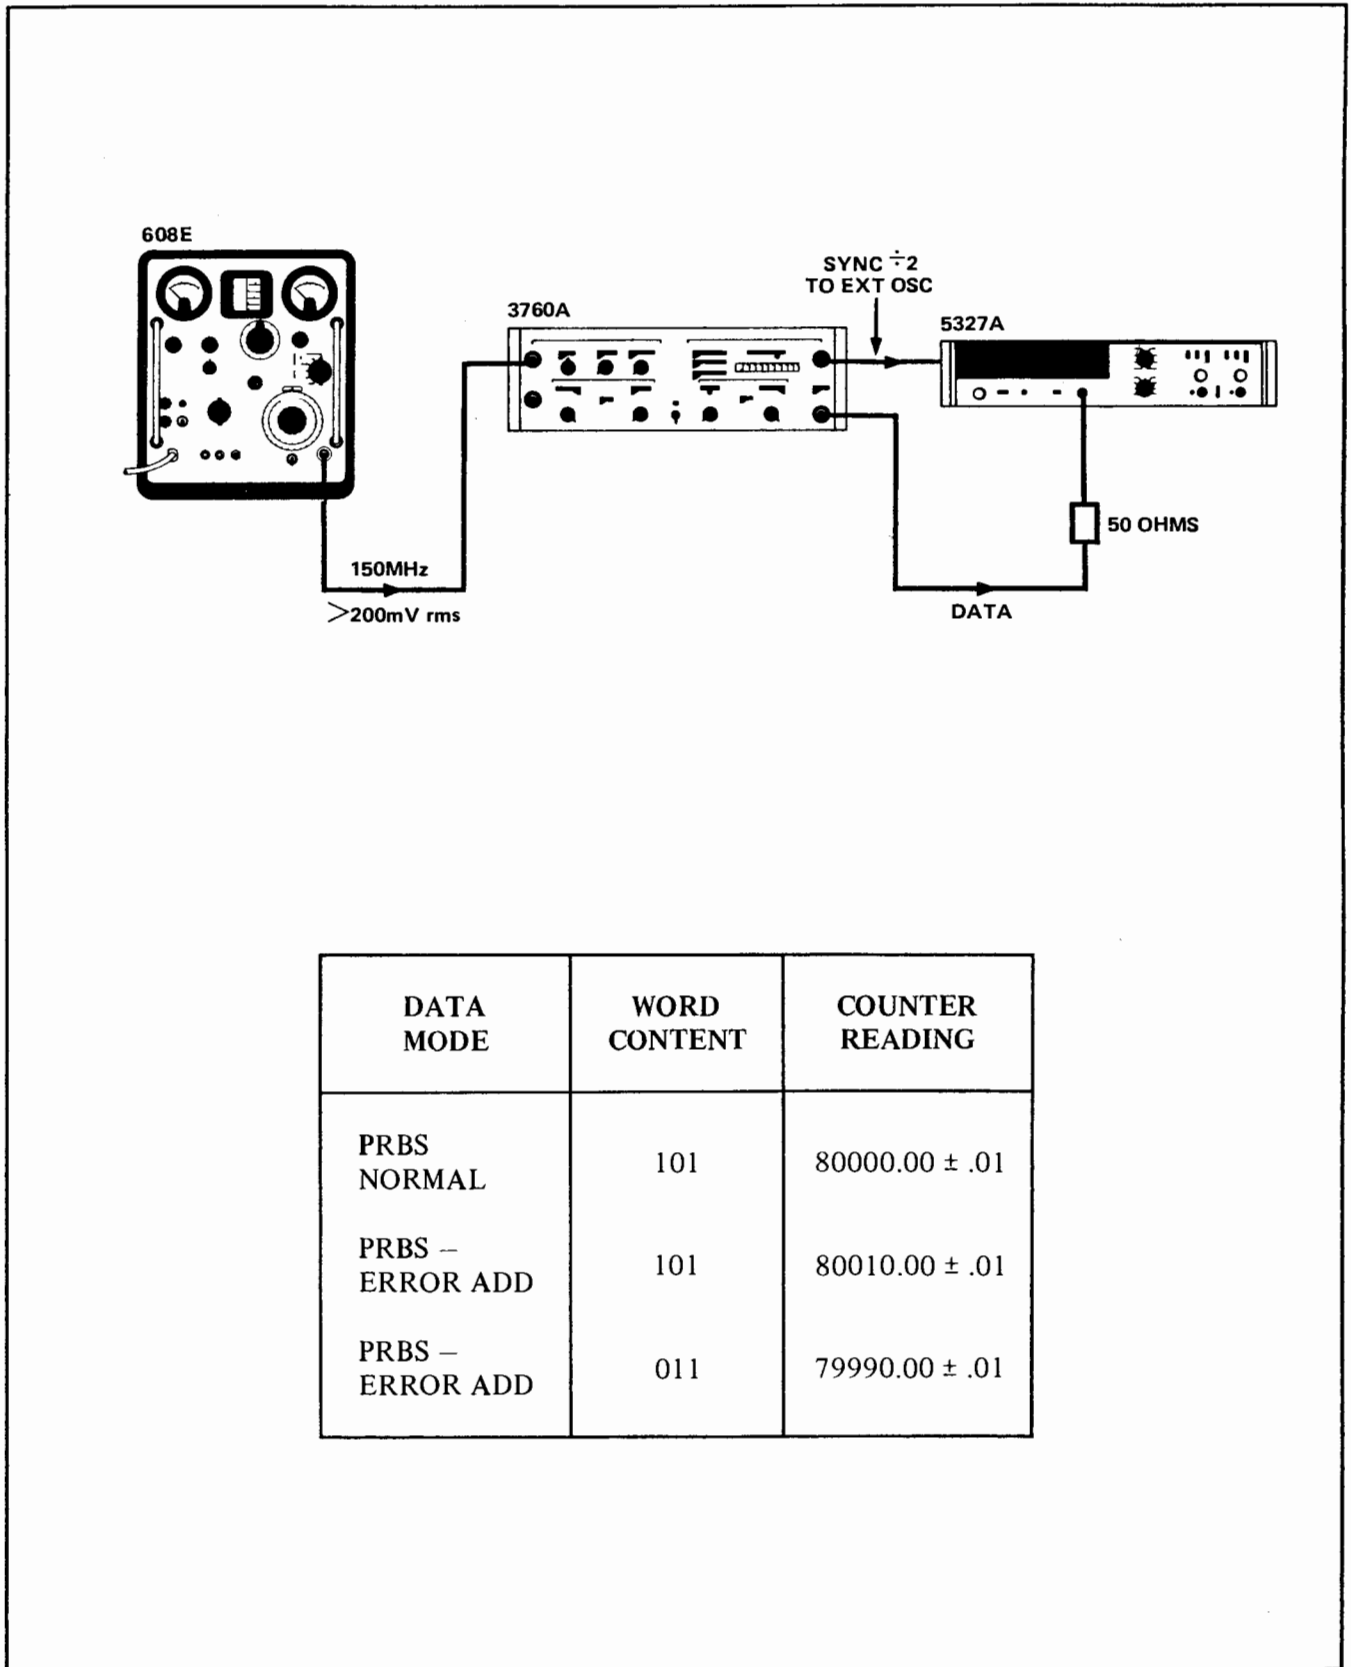 608E
3760A
SYNC ÷2
TO EXT OSC
5327A
50 OHMS
150MHz
>200mV rms
DATA
DATA
MODE
WORD
CONTENT
COUNTER
READING
PRBS
NORMAL
101
80000.00 ± .01
PRBS –
ERROR ADD
101
80010.00 ± .01
PRBS –
ERROR ADD
011
79990.00 ± .01